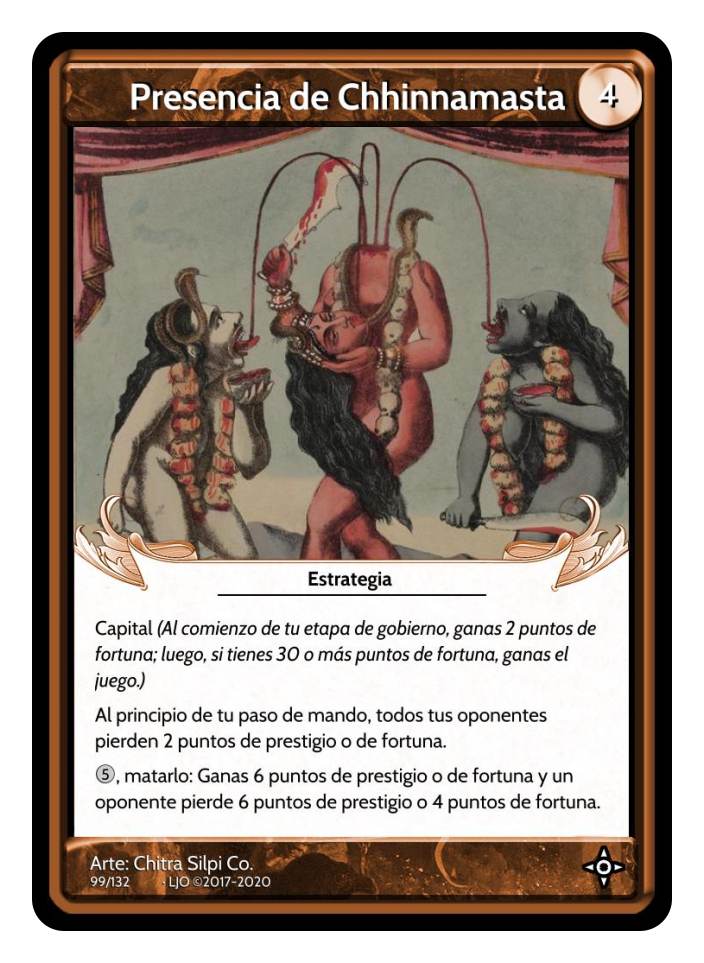 Presencia de Chhinnamasta
4
Estrategia
Capital (Al comienzo de tu etapa de gobierno, ganas 2 puntos de
fortuna; luego, si tienes 30 o más puntos de fortuna, ganas el
juego.)
Al principio de tu paso de mando, todos tus oponentes
pierden 2 puntos de prestigio o de fortuna.
5, matarlo: Ganas 6 puntos de prestigio o de fortuna y un
oponente pierde 6 puntos de prestigio o 4 puntos de fortuna.
Arte: Chitra Silpi Co.
99/132 · LJO ©2017-2020